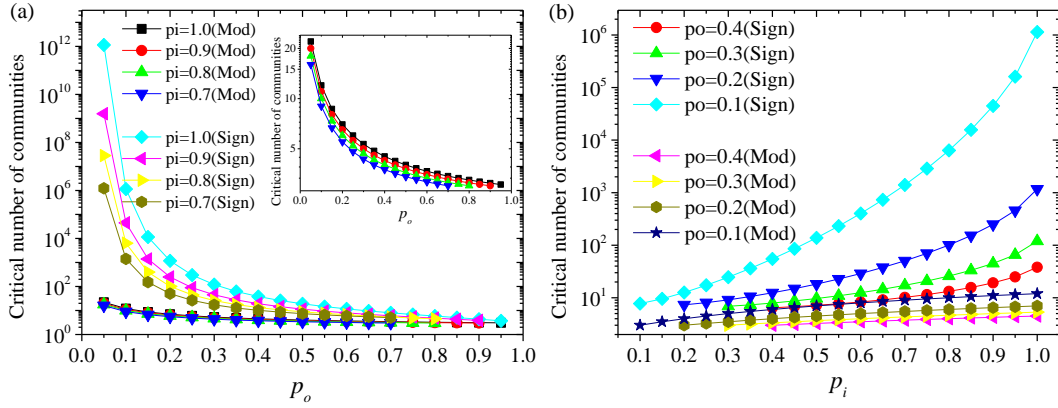 (a)
Critical number of communities
10^12
10^10
10^8
10^6
10^4
10^2
10^0
pi=1.0(Mod)
pi=0.9(Mod)
pi=0.8(Mod)
pi=0.7(Mod)
pi=1.0(Sign)
pi=0.9(Sign)
pi=0.8(Sign)
pi=0.7(Sign)
Critical number of communities
20
15
10
5
0.0 0.2 0.4 0.6 0.8 1.0
p_o
0.0 0.1 0.2 0.3 0.4 0.5 0.6 0.7 0.8 0.9 1.0
p_o
(b)
Critical number of communities
10^6
10^5
10^4
10^3
10^2
10^1
po=0.4(Sign)
po=0.3(Sign)
po=0.2(Sign)
po=0.1(Sign)
po=0.4(Mod)
po=0.3(Mod)
po=0.2(Mod)
po=0.1(Mod)
0.1 0.2 0.3 0.4 0.5 0.6 0.7 0.8 0.9 1.0
p_i